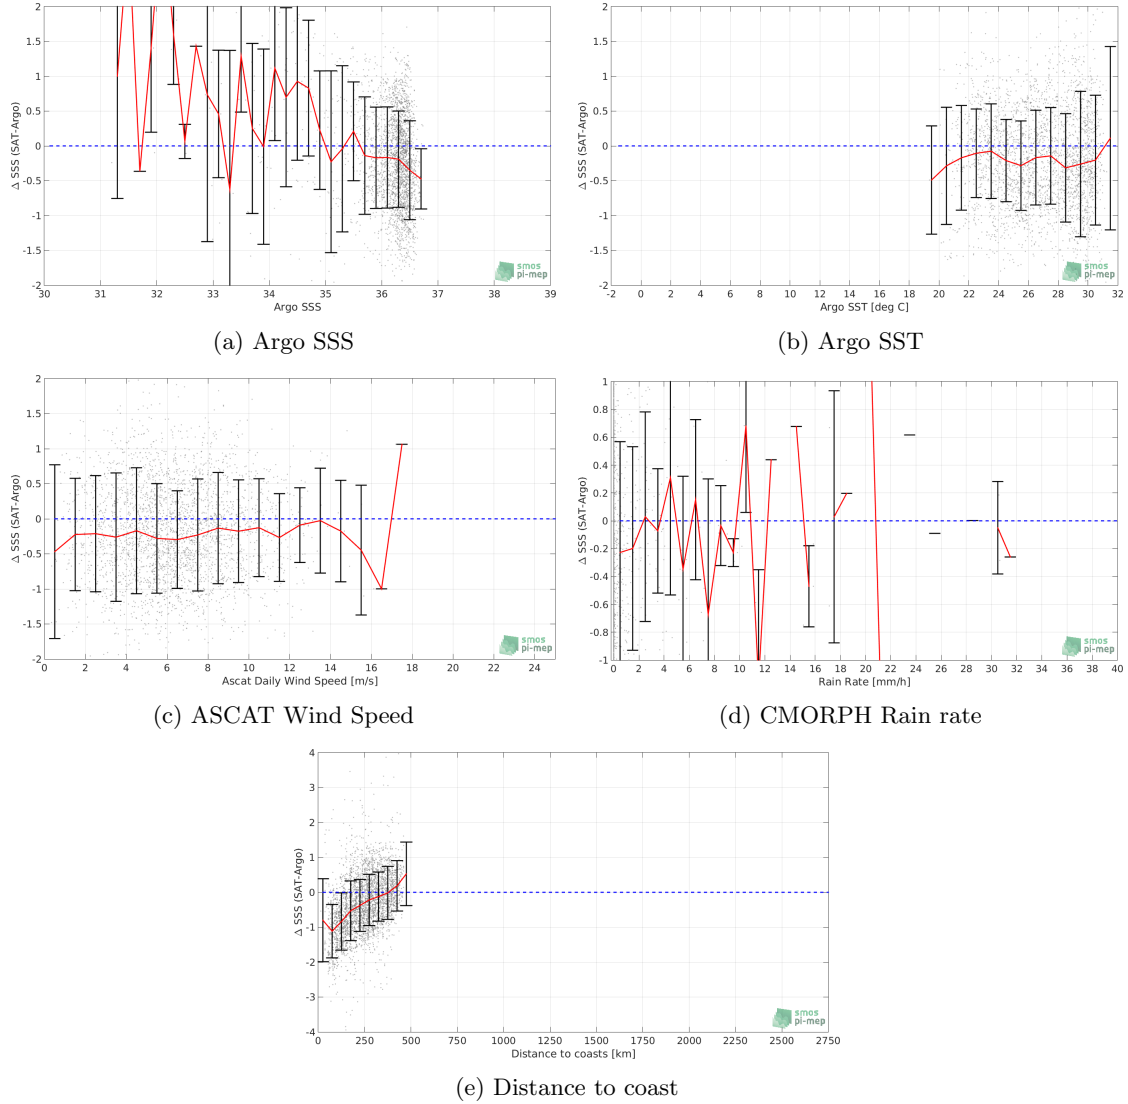 2
1.5
1
0.5
0
-0.5
-1
-1.5
-2
Δ SSS (SAT-Argo)
30 31 32 33 34 35 36 37 38 39
Argo SSS
smos
pi-mep
(a) Argo SSS
2
1.5
1
0.5
0
-0.5
-1
-1.5
-2
Δ SSS (SAT-Argo)
-2 0 2 4 6 8 10 12 14 16 18 20 22 24 26 28 30 32
Argo SST [deg C]
smos
pi-mep
(b) Argo SST
2
1.5
1
0.5
0
-0.5
-1
-1.5
-2
Δ SSS (SAT-Argo)
0 2 4 6 8 10 12 14 16 18 20 22 24
Ascat Daily Wind Speed [m/s]
smos
pi-mep
(c) ASCAT Wind Speed
1
0.8
0.6
0.4
0.2
0
-0.2
-0.4
-0.6
-0.8
-1
Δ SSS (SAT-Argo)
0 2 4 6 8 10 12 14 16 18 20 22 24 26 28 30 32 34 36 38 40
Rain Rate [mm/h]
smos
pi-mep
(d) CMORPH Rain rate
4
3
2
1
0
-1
-2
-3
-4
Δ SSS (SAT-Argo)
0 250 500 750 1000 1250 1500 1750 2000 2250 2500 2750
Distance to coasts [km]
smos
pi-mep
(e) Distance to coast